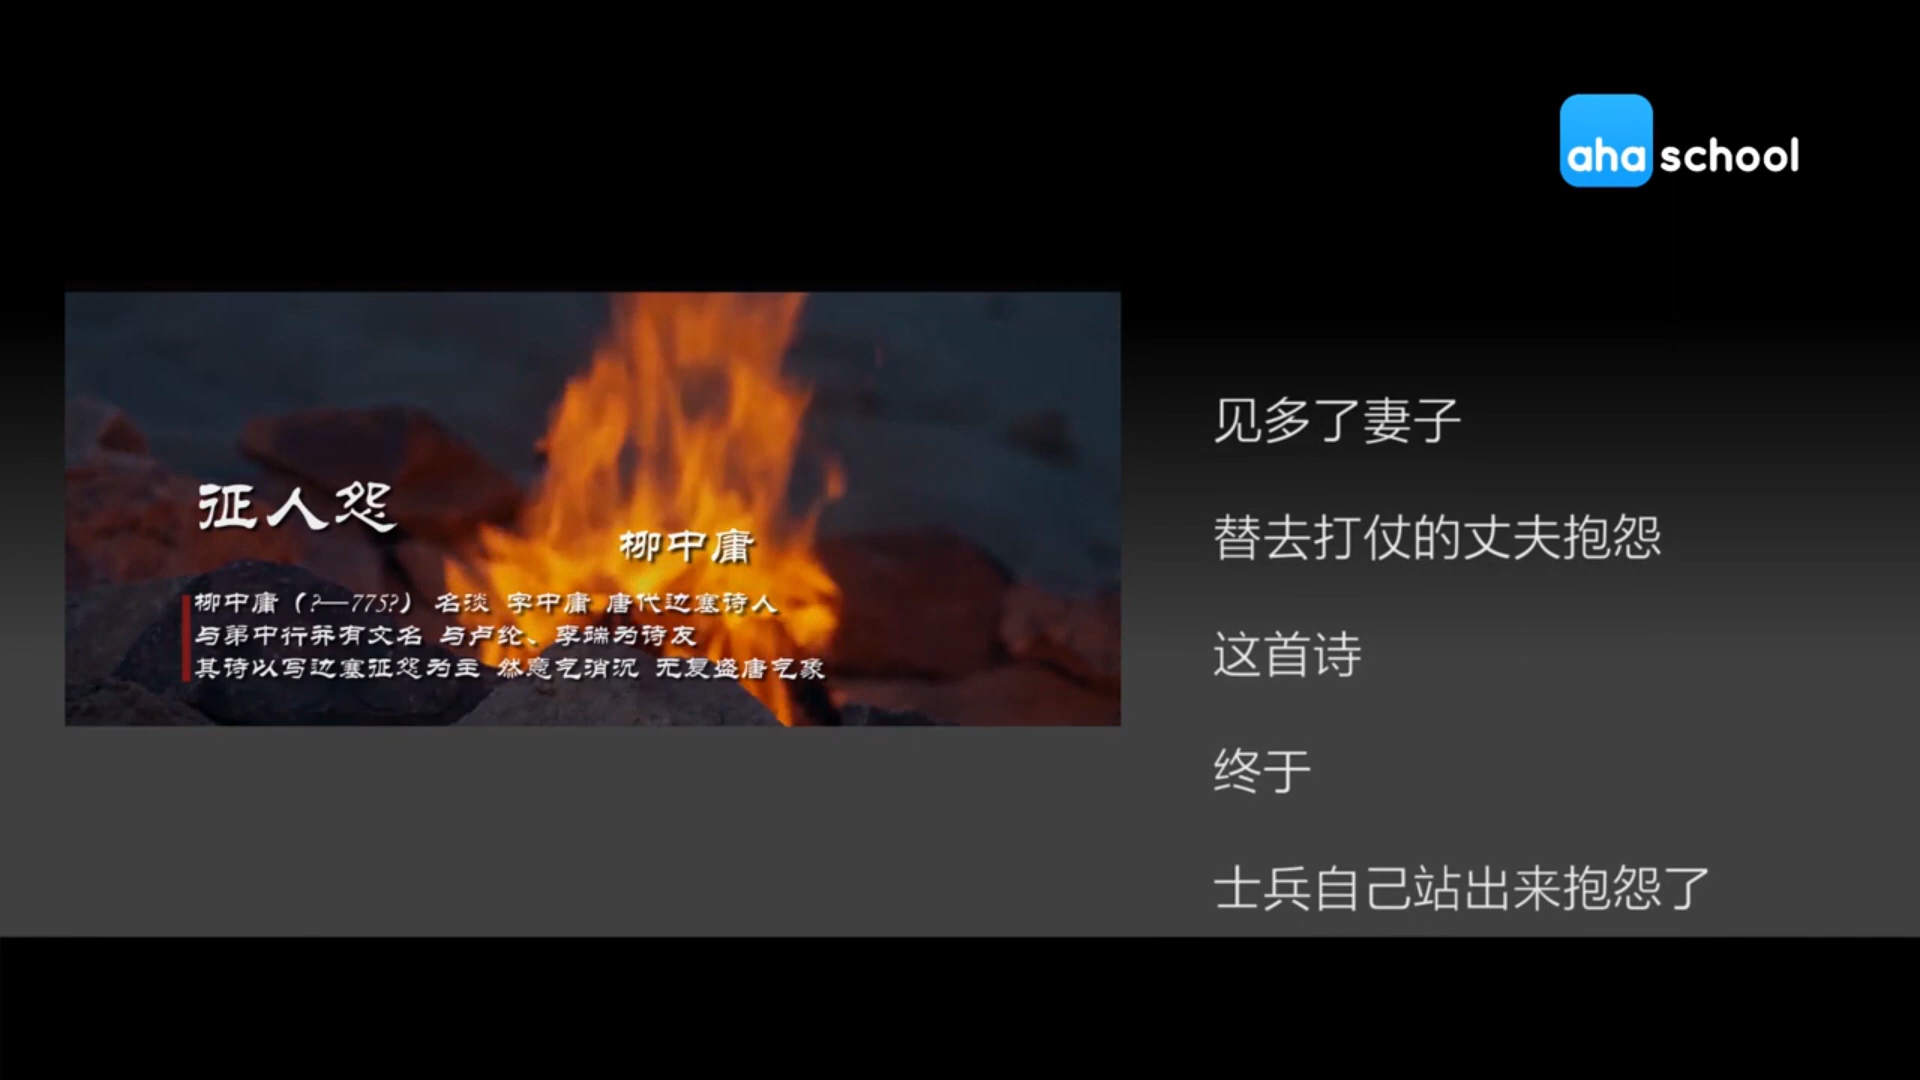 aha school
征人怨
柳中庸
柳中庸（?—775?） 名淡 字中庸 唐代边塞诗人
与弟中行并有文名 与卢纶、李端为诗友
其诗以写边塞征怨为主 然意气消沉 无复盛唐气象
见多了妻子
替去打仗的丈夫抱怨
这首诗
终于
士兵自己站出来抱怨了